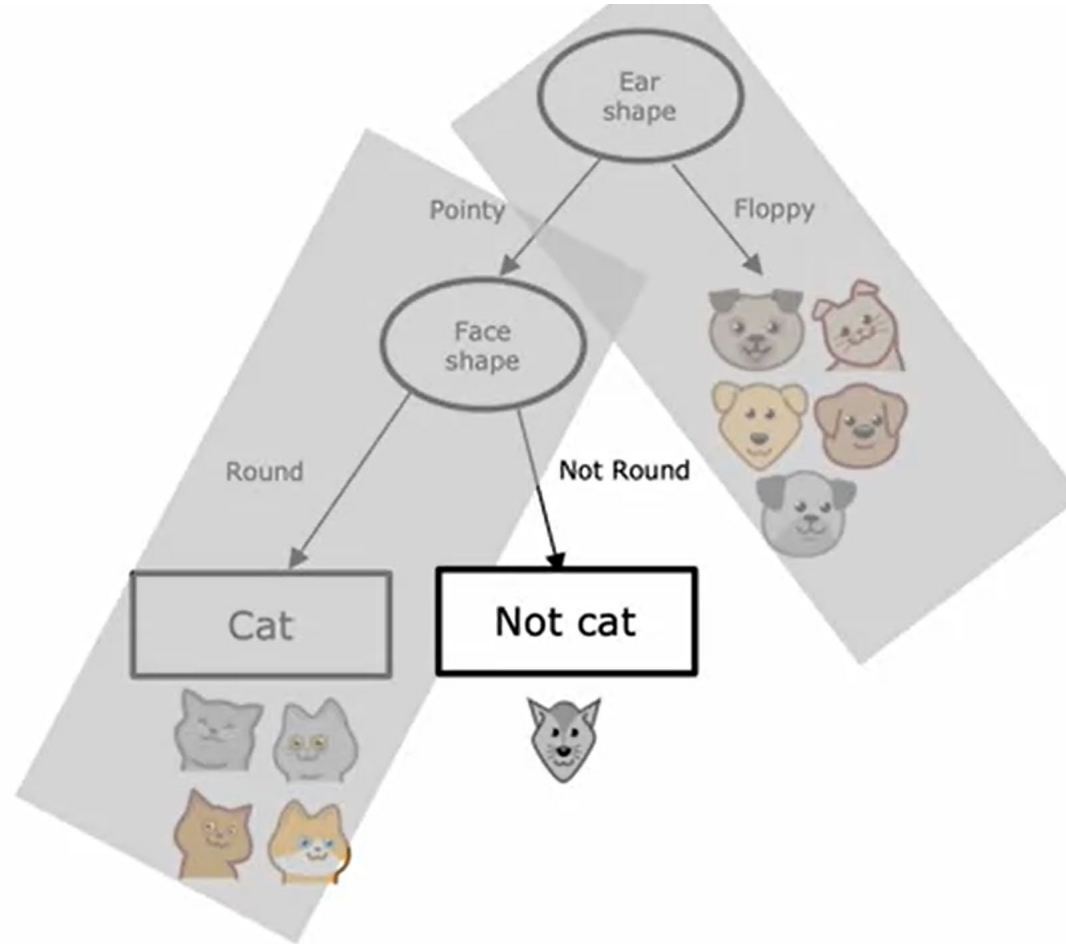 Ear
shape
Pointy
Floppy
Face
shape
Round
Not Round
Cat
Not cat